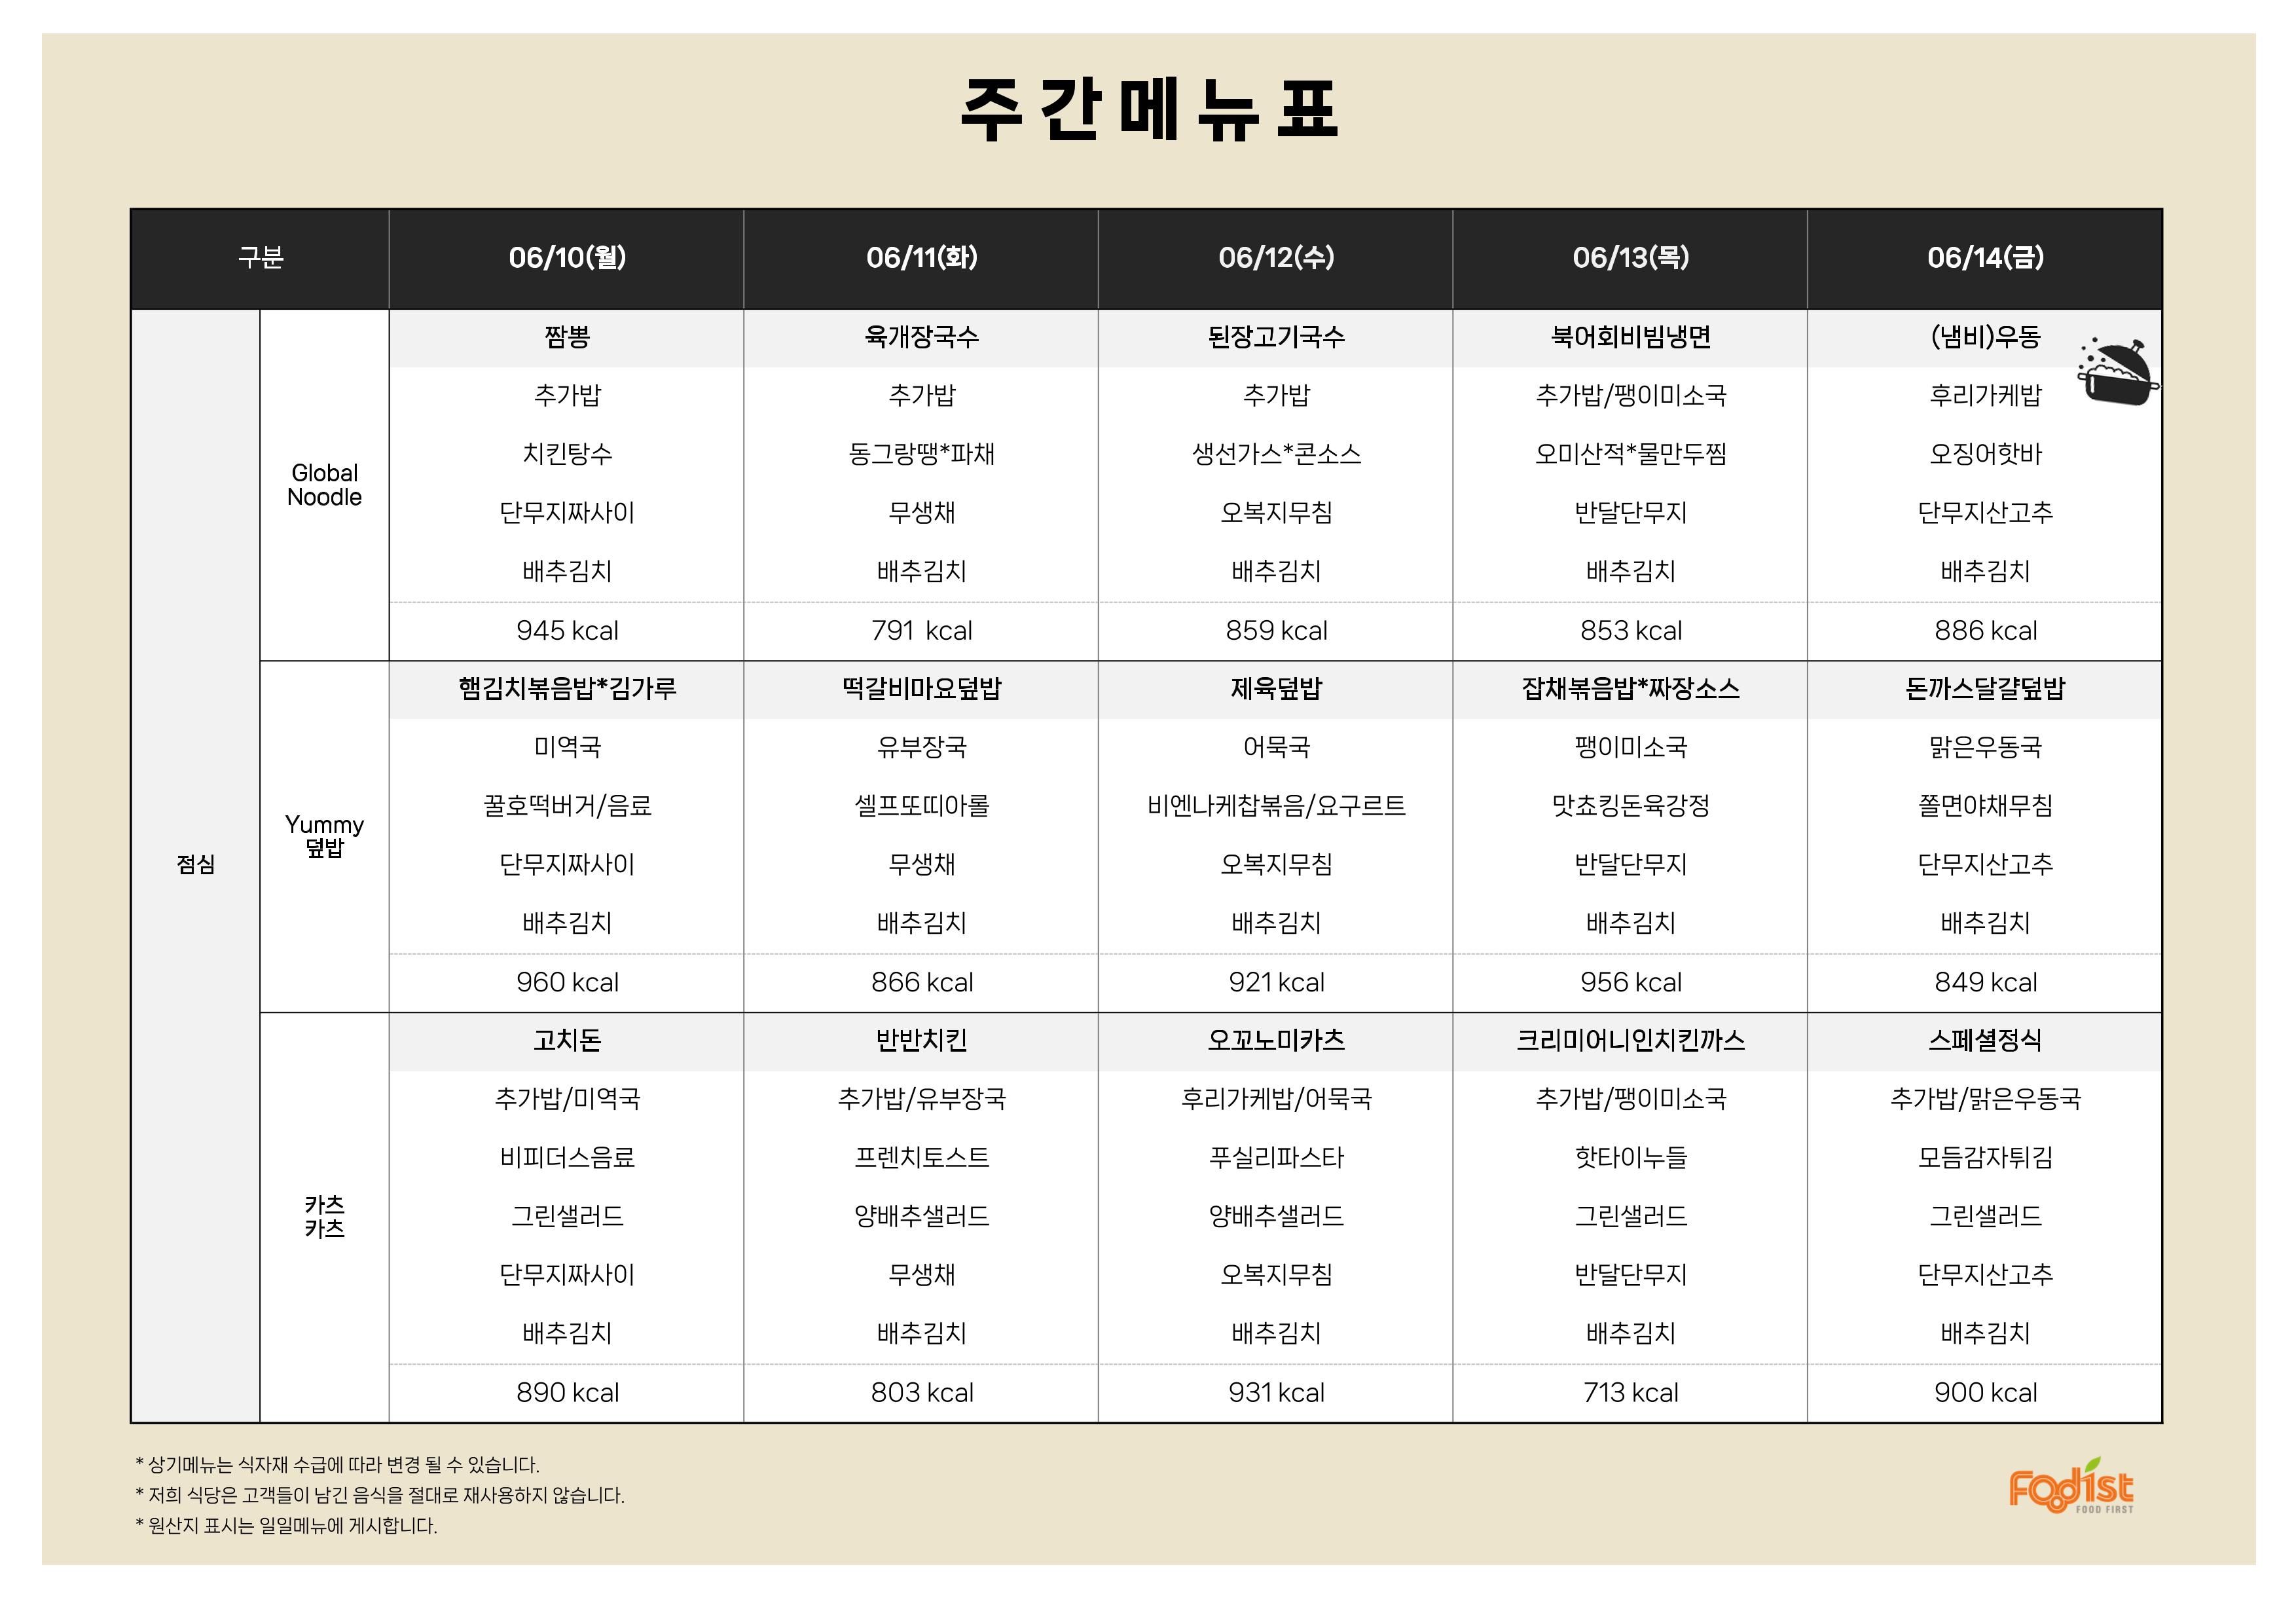 주간메뉴표
구분 06/10(월) 06/11(화) 06/12(수) 06/13(목) 06/14(금)
점심
Global
Noodle
짬뽕 육개장국수 된장고기국수 북어회비빔냉면 (냄비)우동
추가밥 추가밥 추가밥 추가밥/팽이미소국 후리가케밥
치킨탕수 동그랑땡*파채 생선가스*콘소스 오미산적*물만두찜 오징어핫바
단무지짜사이 무생채 오복지무침 반달단무지 단무지산고추
배추김치 배추김치 배추김치 배추김치 배추김치
945 kcal 791 kcal 859 kcal 853 kcal 886 kcal
Yummy
덮밥
햄김치볶음밥*김가루 떡갈비마요덮밥 제육덮밥 잡채볶음밥*짜장소스 돈까스달걀덮밥
미역국 유부장국 어묵국 팽이미소국 맑은우동국
꿀호떡버거/음료 셀프또띠아롤 비엔나케찹볶음/요구르트 맛쵸킹돈육강정 쫄면야채무침
단무지짜사이 무생채 오복지무침 반달단무지 단무지산고추
배추김치 배추김치 배추김치 배추김치 배추김치
960 kcal 866 kcal 921 kcal 956 kcal 849 kcal
카츠
카츠
고치돈 반반치킨 오꼬노미카츠 크리미어니인치킨까스 스페셜정식
추가밥/미역국 추가밥/유부장국 후리가케밥/어묵국 추가밥/팽이미소국 추가밥/맑은우동국
비피더스음료 프렌치토스트 푸실리파스타 핫타이누들 모듬감자튀김
그린샐러드 양배추샐러드 양배추샐러드 그린샐러드 그린샐러드
단무지짜사이 무생채 오복지무침 반달단무지 단무지산고추
배추김치 배추김치 배추김치 배추김치 배추김치
890 kcal 803 kcal 931 kcal 713 kcal 900 kcal
* 상기메뉴는 식자재 수급에 따라 변경 될 수 있습니다.
* 저희 식당은 고객들이 남긴 음식을 절대로 재사용하지 않습니다.
* 원산지 표시는 일일메뉴에 게시합니다.
Foodist
FOOD FIRST